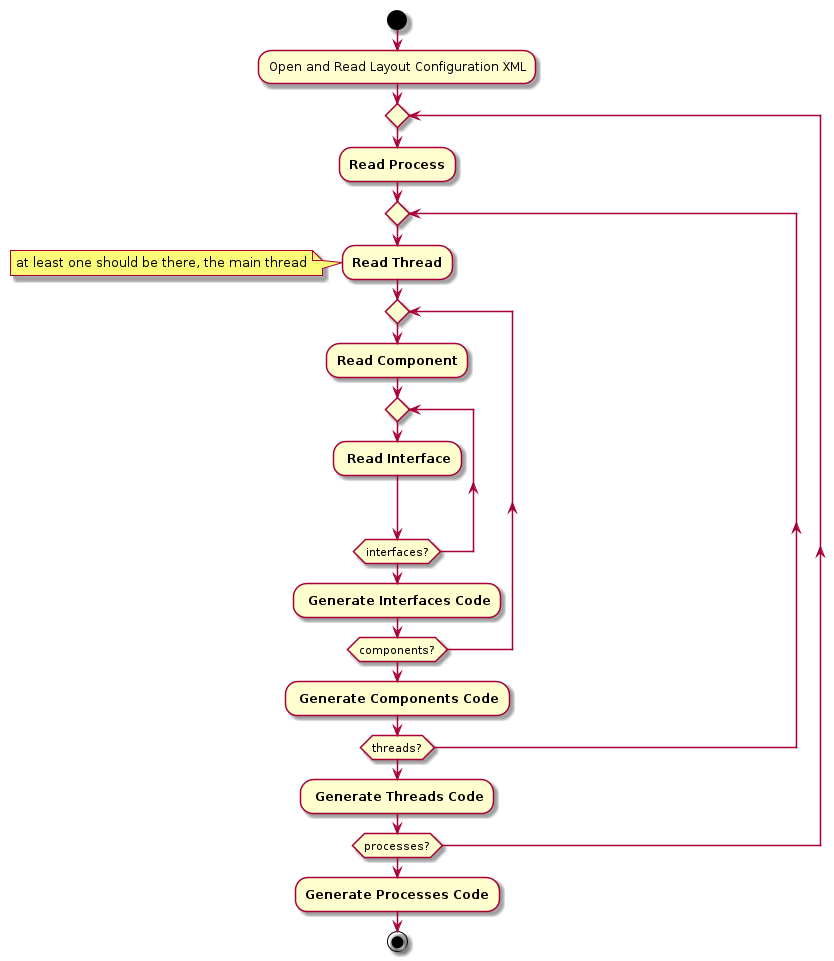 Open and Read Layout Configuration XML
Read Process
at least one should be there, the main thread
Read Thread
Read Component
Read Interface
interfaces?
Generate Interfaces Code
components?
Generate Components Code
threads?
Generate Threads Code
processes?
Generate Processes Code